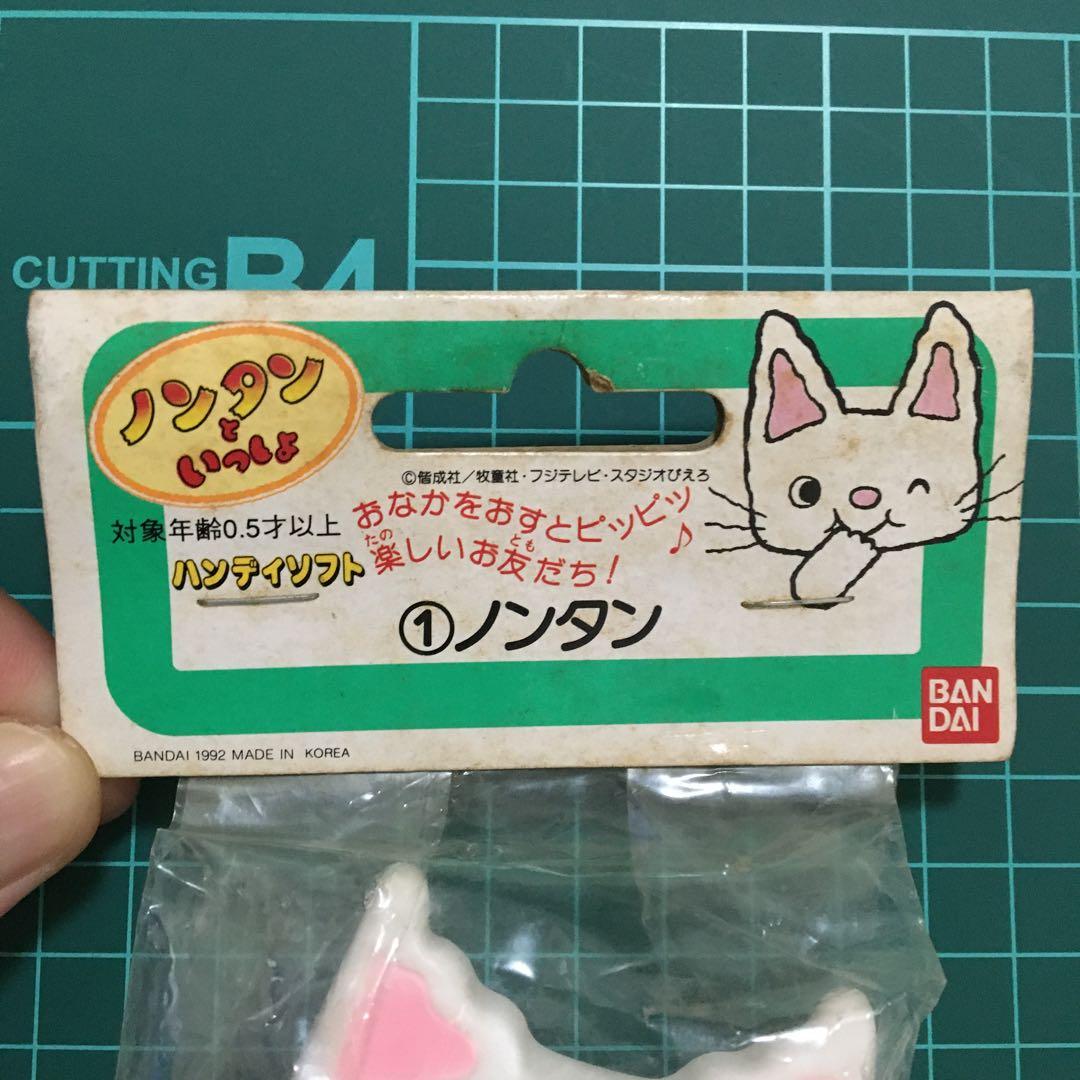 CUTTING B4
ノンタン
と
いっしょ
©偕成社/牧童社・フジテレビ・スタジオぴえろ
対象年齢0.5才以上
おなかをおすとピッピッ♪
ハンディソフト
楽しいお友だち!
たの
とも
①ノンタン
BAN
DAI
BANDAI 1992 MADE IN KOREA